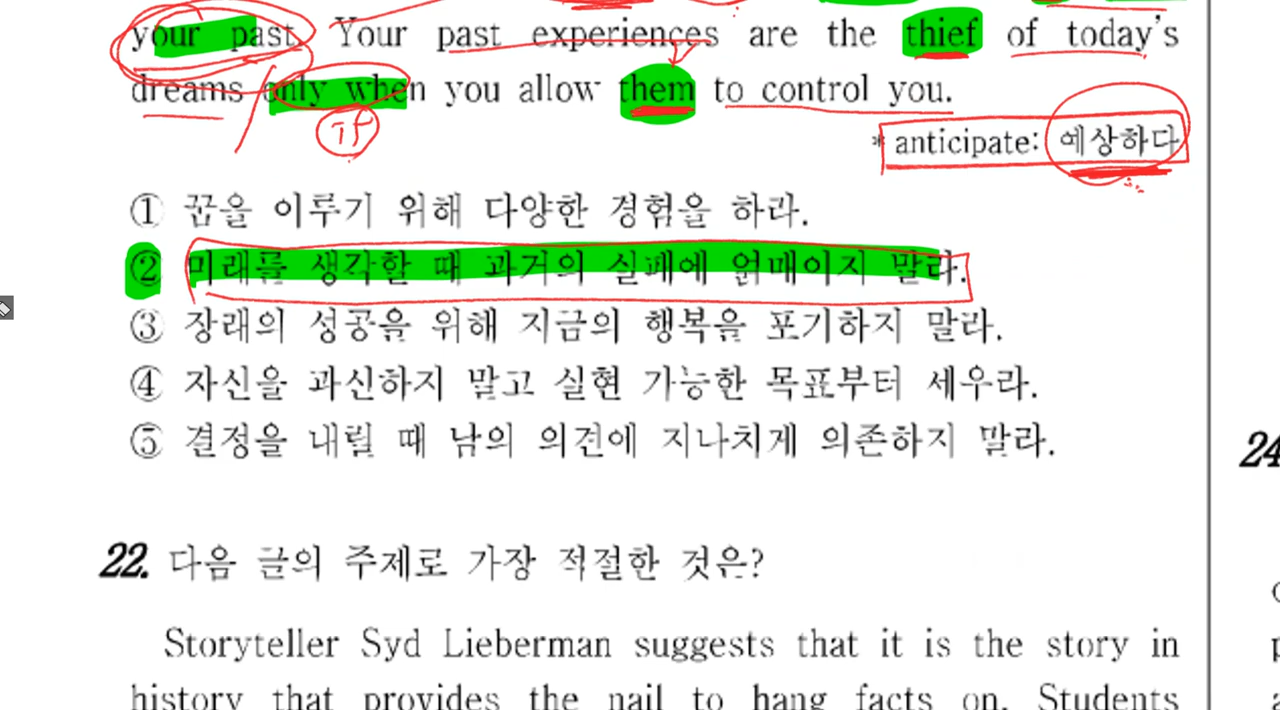 your past. Your past experiences are the thief of today's
dreams only when you allow them to control you.
if
* anticipate: 예상하다
① 꿈을 이루기 위해 다양한 경험을 하라.
② 미래를 생각할 때 과거의 실패에 얽매이지 말라.
③ 장래의 성공을 위해 지금의 행복을 포기하지 말라.
④ 자신을 과신하지 말고 실현 가능한 목표부터 세우라.
⑤ 결정을 내릴 때 남의 의견에 지나치게 의존하지 말라.
24
22. 다음 글의 주제로 가장 적절한 것은?
Storyteller Syd Lieberman suggests that it is the story in
history that provides the nail to hang facts on. Students